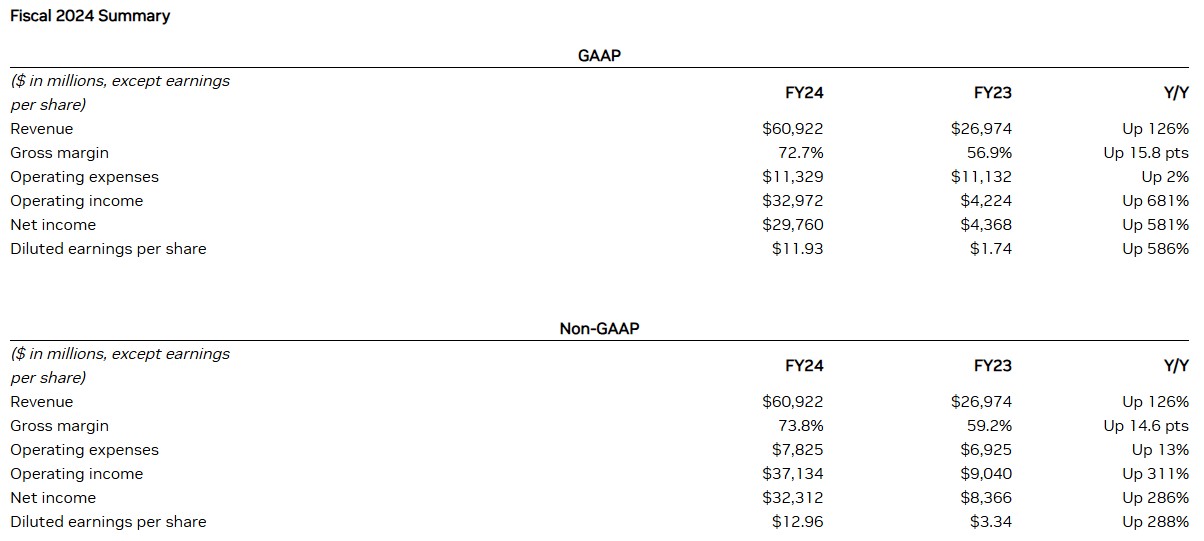 Fiscal 2024 Summary
GAAP
($ in millions, except earnings
per share) FY24 FY23 Y/Y
Revenue $60,922 $26,974 Up 126%
Gross margin 72.7% 56.9% Up 15.8 pts
Operating expenses $11,329 $11,132 Up 2%
Operating income $32,972 $4,224 Up 681%
Net income $29,760 $4,368 Up 581%
Diluted earnings per share $11.93 $1.74 Up 586%
Non-GAAP
($ in millions, except earnings
per share) FY24 FY23 Y/Y
Revenue $60,922 $26,974 Up 126%
Gross margin 73.8% 59.2% Up 14.6 pts
Operating expenses $7,825 $6,925 Up 13%
Operating income $37,134 $9,040 Up 311%
Net income $32,312 $8,366 Up 286%
Diluted earnings per share $12.96 $3.34 Up 288%